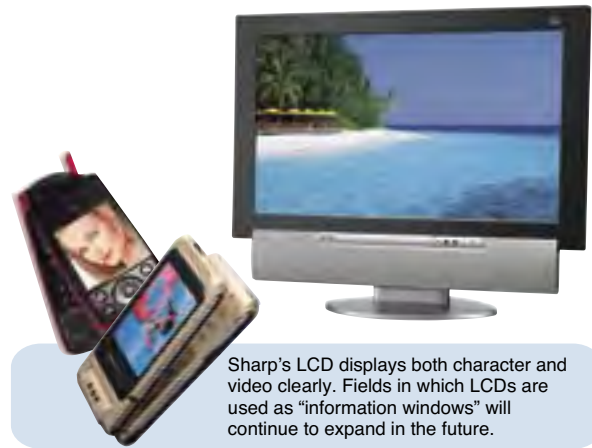 Sharp's LCD displays both character and
video clearly. Fields in which LCDs are
used as “information windows” will
continue to expand in the future.